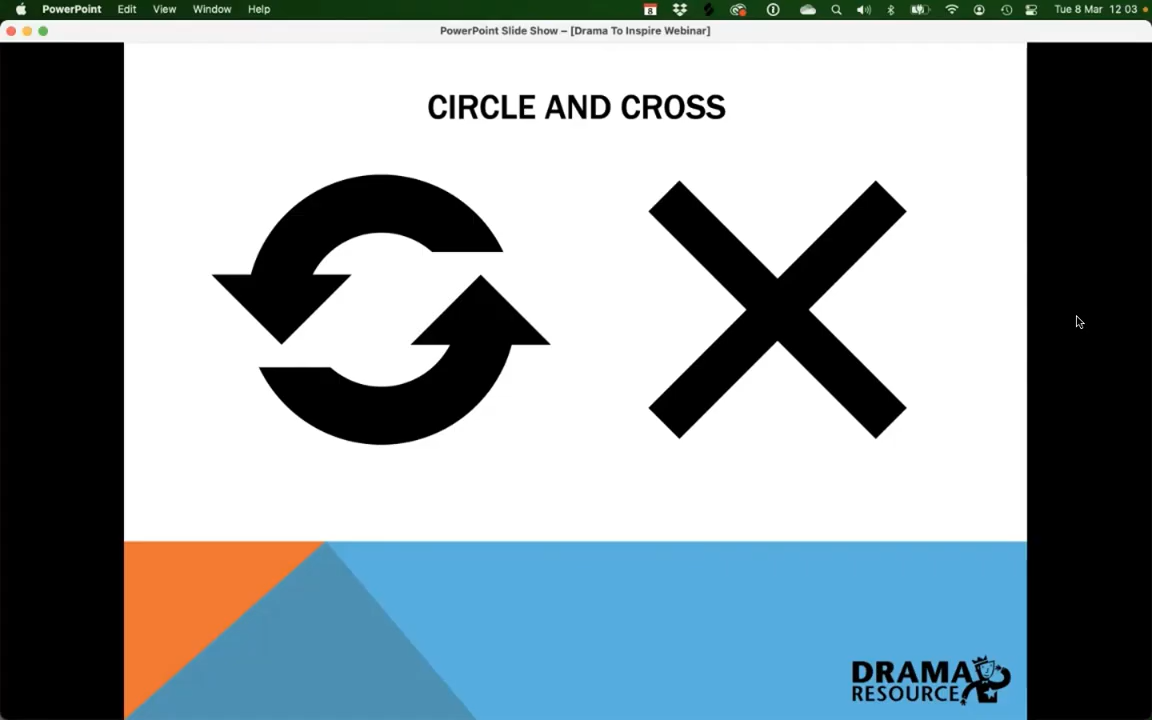 PowerPoint Edit View Window Help
8
Tue 8 Mar 12 03
PowerPoint Slide Show – [Drama To Inspire Webinar]
CIRCLE AND CROSS
DRAMA
RESOURCE